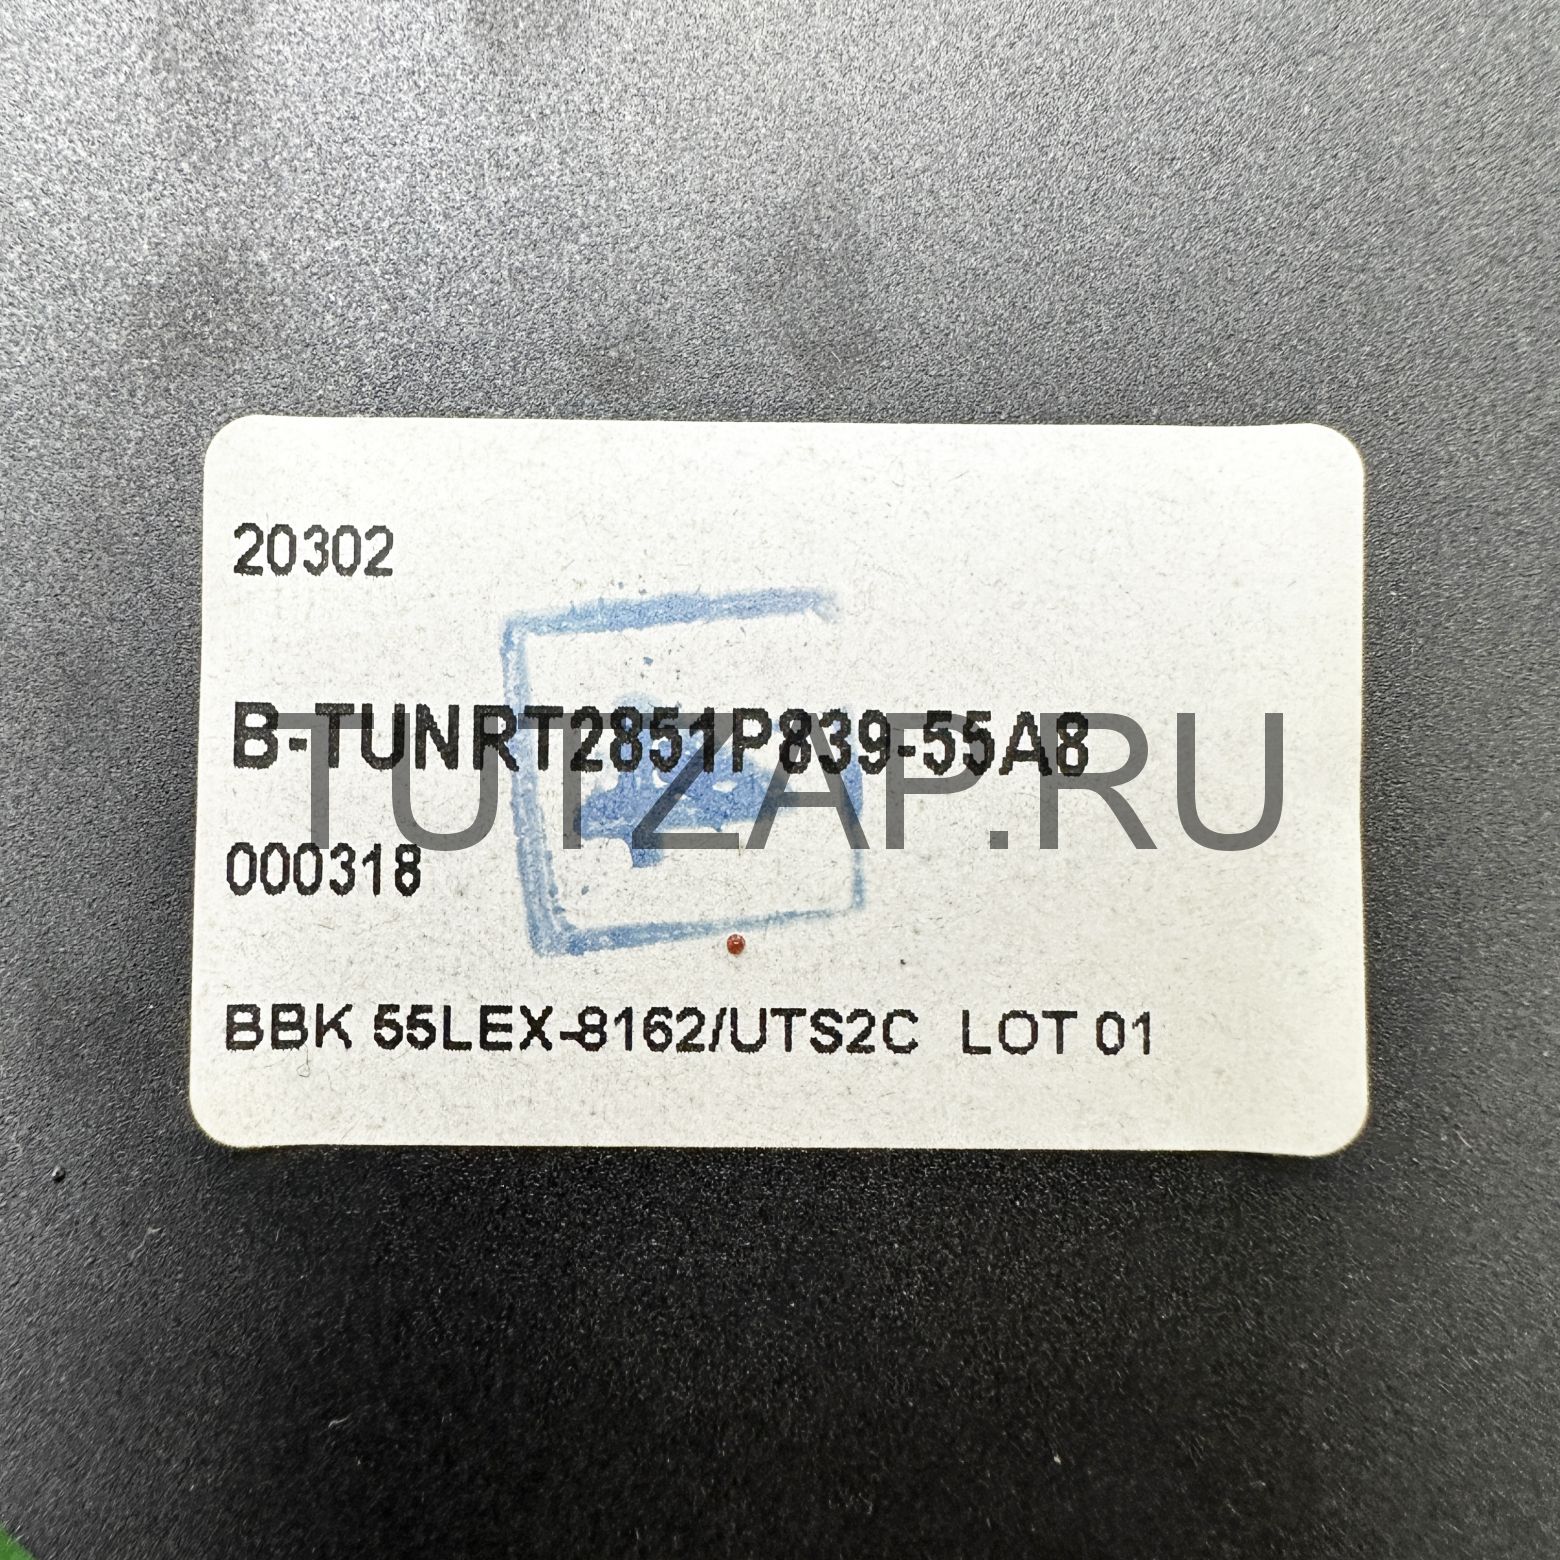 20302
B-TUNRT2851P839-55A8
TUTZAP.RU
000318
BBK 55LEX-8162/UTS2C LOT 01